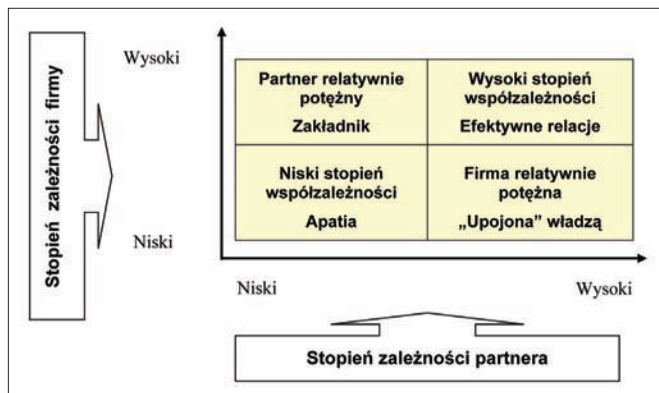 Stopień zależności firmy
Wysoki
Niski
Partner relatywnie
potężny
Zakładnik
Wysoki stopień
współzależności
Efektywne relacje
Niski stopień
współzależności
Apatia
Firma relatywnie
potężna
„Upojona” władzą
Niski
Wysoki
Stopień zależności partnera